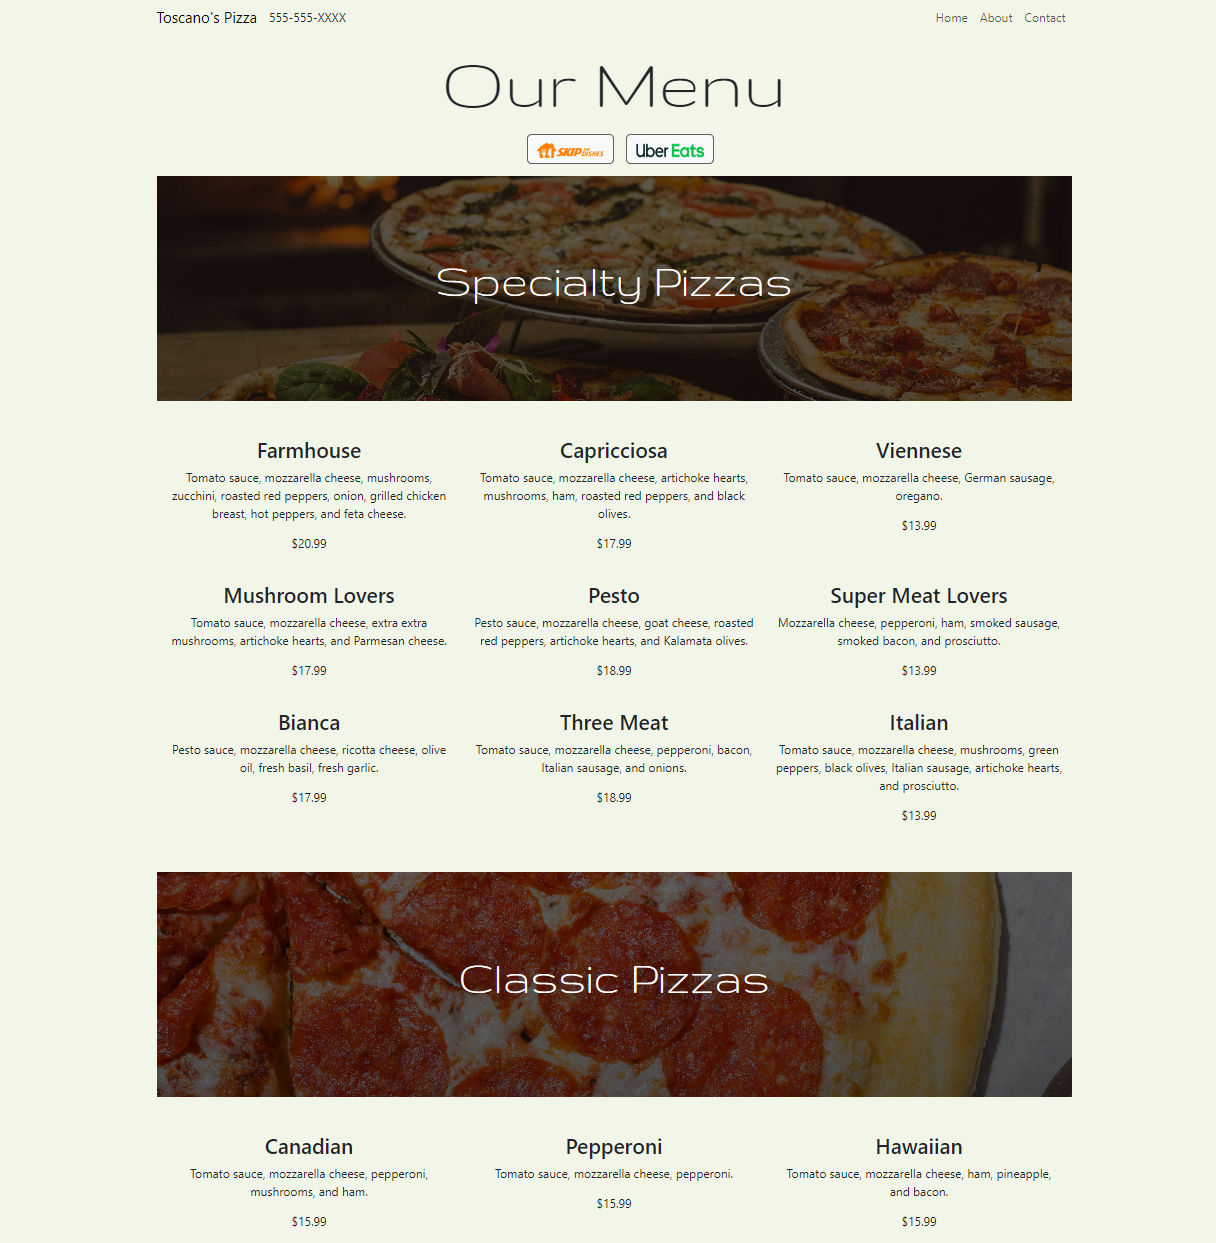 Toscano's Pizza 555-555-XXXX Home About Contact
Our Menu
SKIP THE DISHES Uber Eats
Specialty Pizzas
Farmhouse
Tomato sauce, mozzarella cheese, mushrooms,
zucchini, roasted red peppers, onion, grilled chicken
breast, hot peppers, and feta cheese.
$20.99
Capricciosa
Tomato sauce, mozzarella cheese, artichoke hearts,
mushrooms, ham, roasted red peppers, and black
olives.
$17.99
Viennese
Tomato sauce, mozzarella cheese, German sausage,
oregano.
$13.99
Mushroom Lovers
Tomato sauce, mozzarella cheese, extra extra
mushrooms, artichoke hearts, and Parmesan cheese.
$17.99
Pesto
Pesto sauce, mozzarella cheese, goat cheese, roasted
red peppers, artichoke hearts, and Kalamata olives.
$18.99
Super Meat Lovers
Mozzarella cheese, pepperoni, ham, smoked sausage,
smoked bacon, and prosciutto.
$13.99
Bianca
Pesto sauce, mozzarella cheese, ricotta cheese, olive
oil, fresh basil, fresh garlic.
$17.99
Three Meat
Tomato sauce, mozzarella cheese, pepperoni, bacon,
Italian sausage, and onions.
$18.99
Italian
Tomato sauce, mozzarella cheese, mushrooms, green
peppers, black olives, Italian sausage, artichoke hearts,
and prosciutto.
$13.99
Classic Pizzas
Canadian
Tomato sauce, mozzarella cheese, pepperoni,
mushrooms, and ham.
$15.99
Pepperoni
Tomato sauce, mozzarella cheese, pepperoni.
$15.99
Hawaiian
Tomato sauce, mozzarella cheese, ham, pineapple,
and bacon.
$15.99